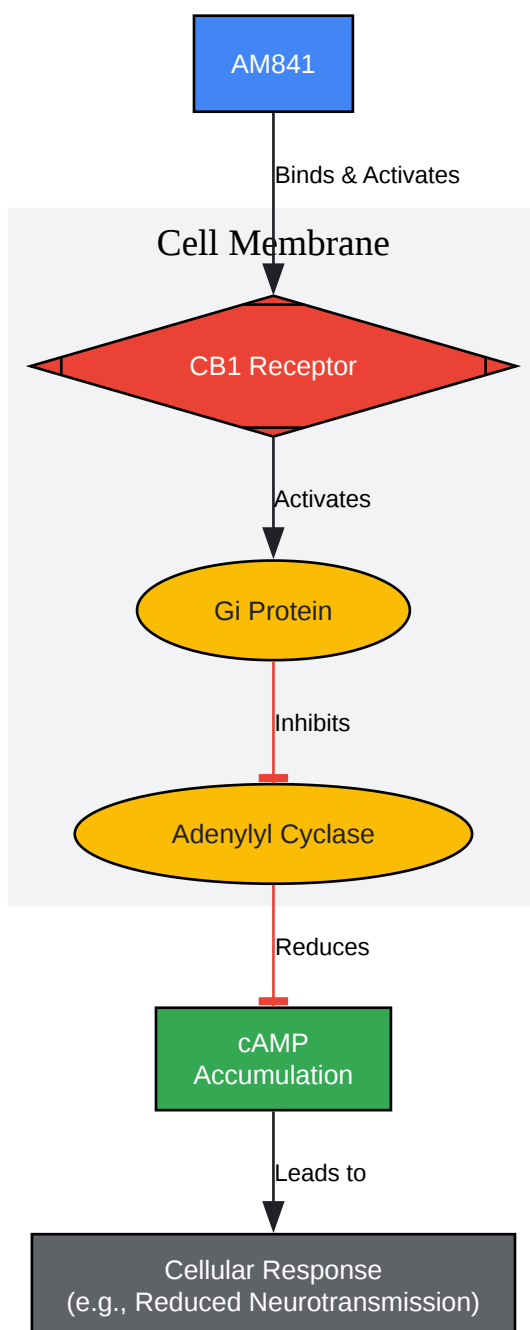 AM841
Binds & Activates
Cell Membrane
CB1 Receptor
Activates
Gi Protein
Inhibits
Adenylyl Cyclase
Reduces
cAMP
Accumulation
Leads to
Cellular Response
(e.g., Reduced Neurotransmission)